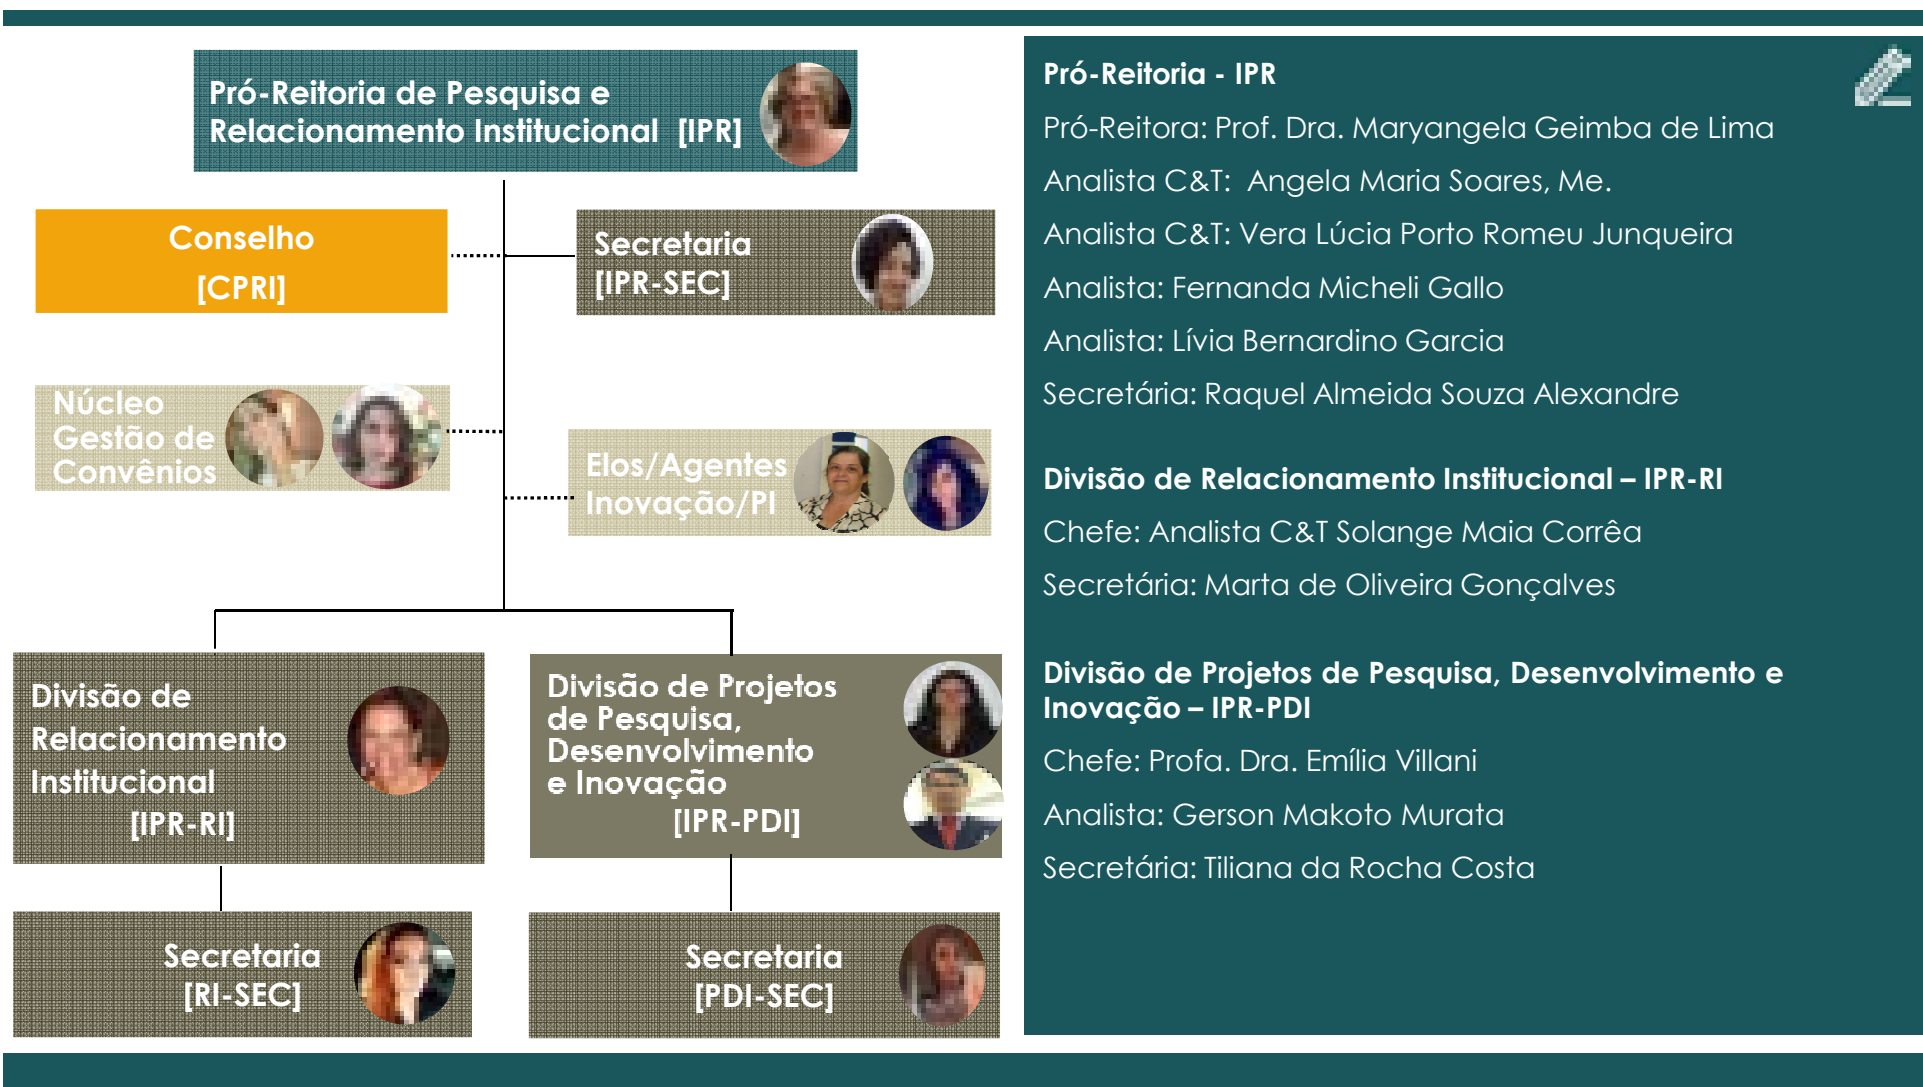 Pró-Reitoria de Pesquisa e
Relacionamento Institucional [IPR]
Conselho
[CPRI]
Secretaria
[IPR-SEC]
Núcleo
Gestão de
Convênios
Elos/Agentes
Inovação/PI
Divisão de
Relacionamento
Institucional
[IPR-RI]
Divisão de Projetos
de Pesquisa,
Desenvolvimento
e Inovação
[IPR-PDI]
Secretaria
[RI-SEC]
Secretaria
[PDI-SEC]
Pró-Reitoria - IPR
Pró-Reitora: Prof. Dra. Maryangela Geimba de Lima
Analista C&T: Angela Maria Soares, Me.
Analista C&T: Vera Lúcia Porto Romeu Junqueira
Analista: Fernanda Micheli Gallo
Analista: Lívia Bernardino Garcia
Secretária: Raquel Almeida Souza Alexandre
Divisão de Relacionamento Institucional – IPR-RI
Chefe: Analista C&T Solange Maia Corrêa
Secretária: Marta de Oliveira Gonçalves
Divisão de Projetos de Pesquisa, Desenvolvimento e
Inovação – IPR-PDI
Chefe: Profa. Dra. Emília Villani
Analista: Gerson Makoto Murata
Secretária: Tiliana da Rocha Costa